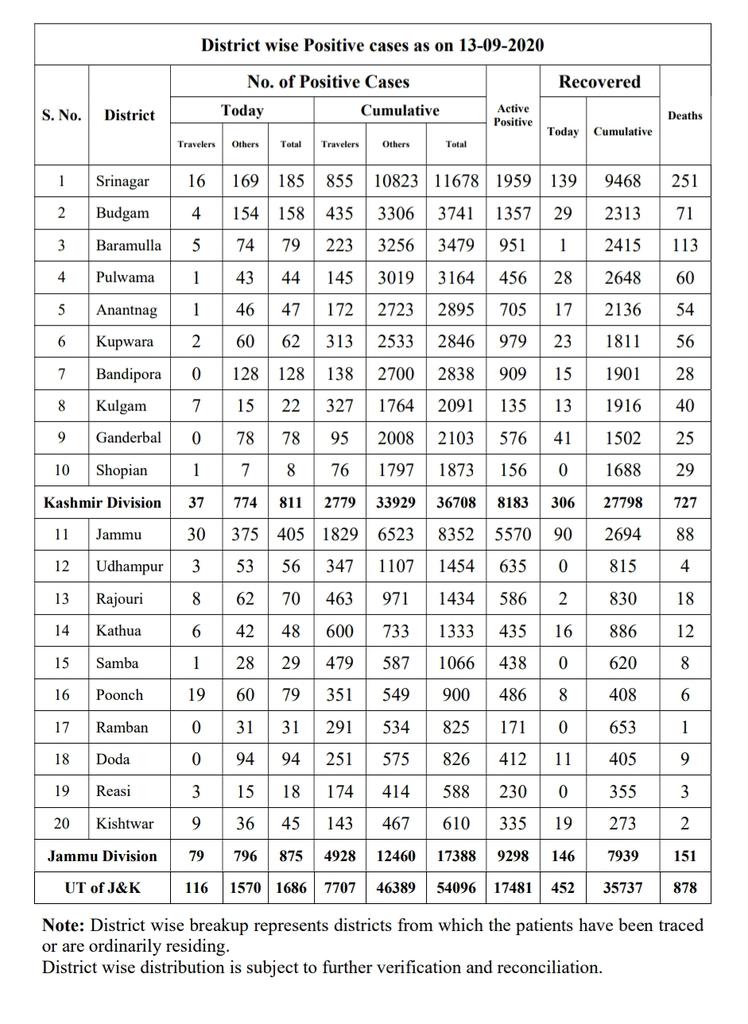 District wise Positive cases as on 13-09-2020
S. No. District No. of Positive Cases Active Positive Recovered Deaths
Today Cumulative Today Cumulative
Travelers Others Total Travelers Others Total
1 Srinagar 16 169 185 855 10823 11678 1959 139 9468 251
2 Budgam 4 154 158 435 3306 3741 1357 29 2313 71
3 Baramulla 5 74 79 223 3256 3479 951 1 2415 113
4 Pulwama 1 43 44 145 3019 3164 456 28 2648 60
5 Anantnag 1 46 47 172 2723 2895 705 17 2136 54
6 Kupwara 2 60 62 313 2533 2846 979 23 1811 56
7 Bandipora 0 128 128 138 2700 2838 909 15 1901 28
8 Kulgam 7 15 22 327 1764 2091 135 13 1916 40
9 Ganderbal 0 78 78 95 2008 2103 576 41 1502 25
10 Shopian 1 7 8 76 1797 1873 156 0 1688 29
Kashmir Division 37 774 811 2779 33929 36708 8183 306 27798 727
11 Jammu 30 375 405 1829 6523 8352 5570 90 2694 88
12 Udhampur 3 53 56 347 1107 1454 635 0 815 4
13 Rajouri 8 62 70 463 971 1434 586 2 830 18
14 Kathua 6 42 48 600 733 1333 435 16 886 12
15 Samba 1 28 29 479 587 1066 438 0 620 8
16 Poonch 19 60 79 351 549 900 486 8 408 6
17 Ramban 0 31 31 291 534 825 171 0 653 1
18 Doda 0 94 94 251 575 826 412 11 405 9
19 Reasi 3 15 18 174 414 588 230 0 355 3
20 Kishtwar 9 36 45 143 467 610 335 19 273 2
Jammu Division 79 796 875 4928 12460 17388 9298 146 7939 151
UT of J&K 116 1570 1686 7707 46389 54096 17481 452 35737 878
Note: District wise breakup represents districts from which the patients have been traced
or are ordinarily residing.
District wise distribution is subject to further verification and reconciliation.